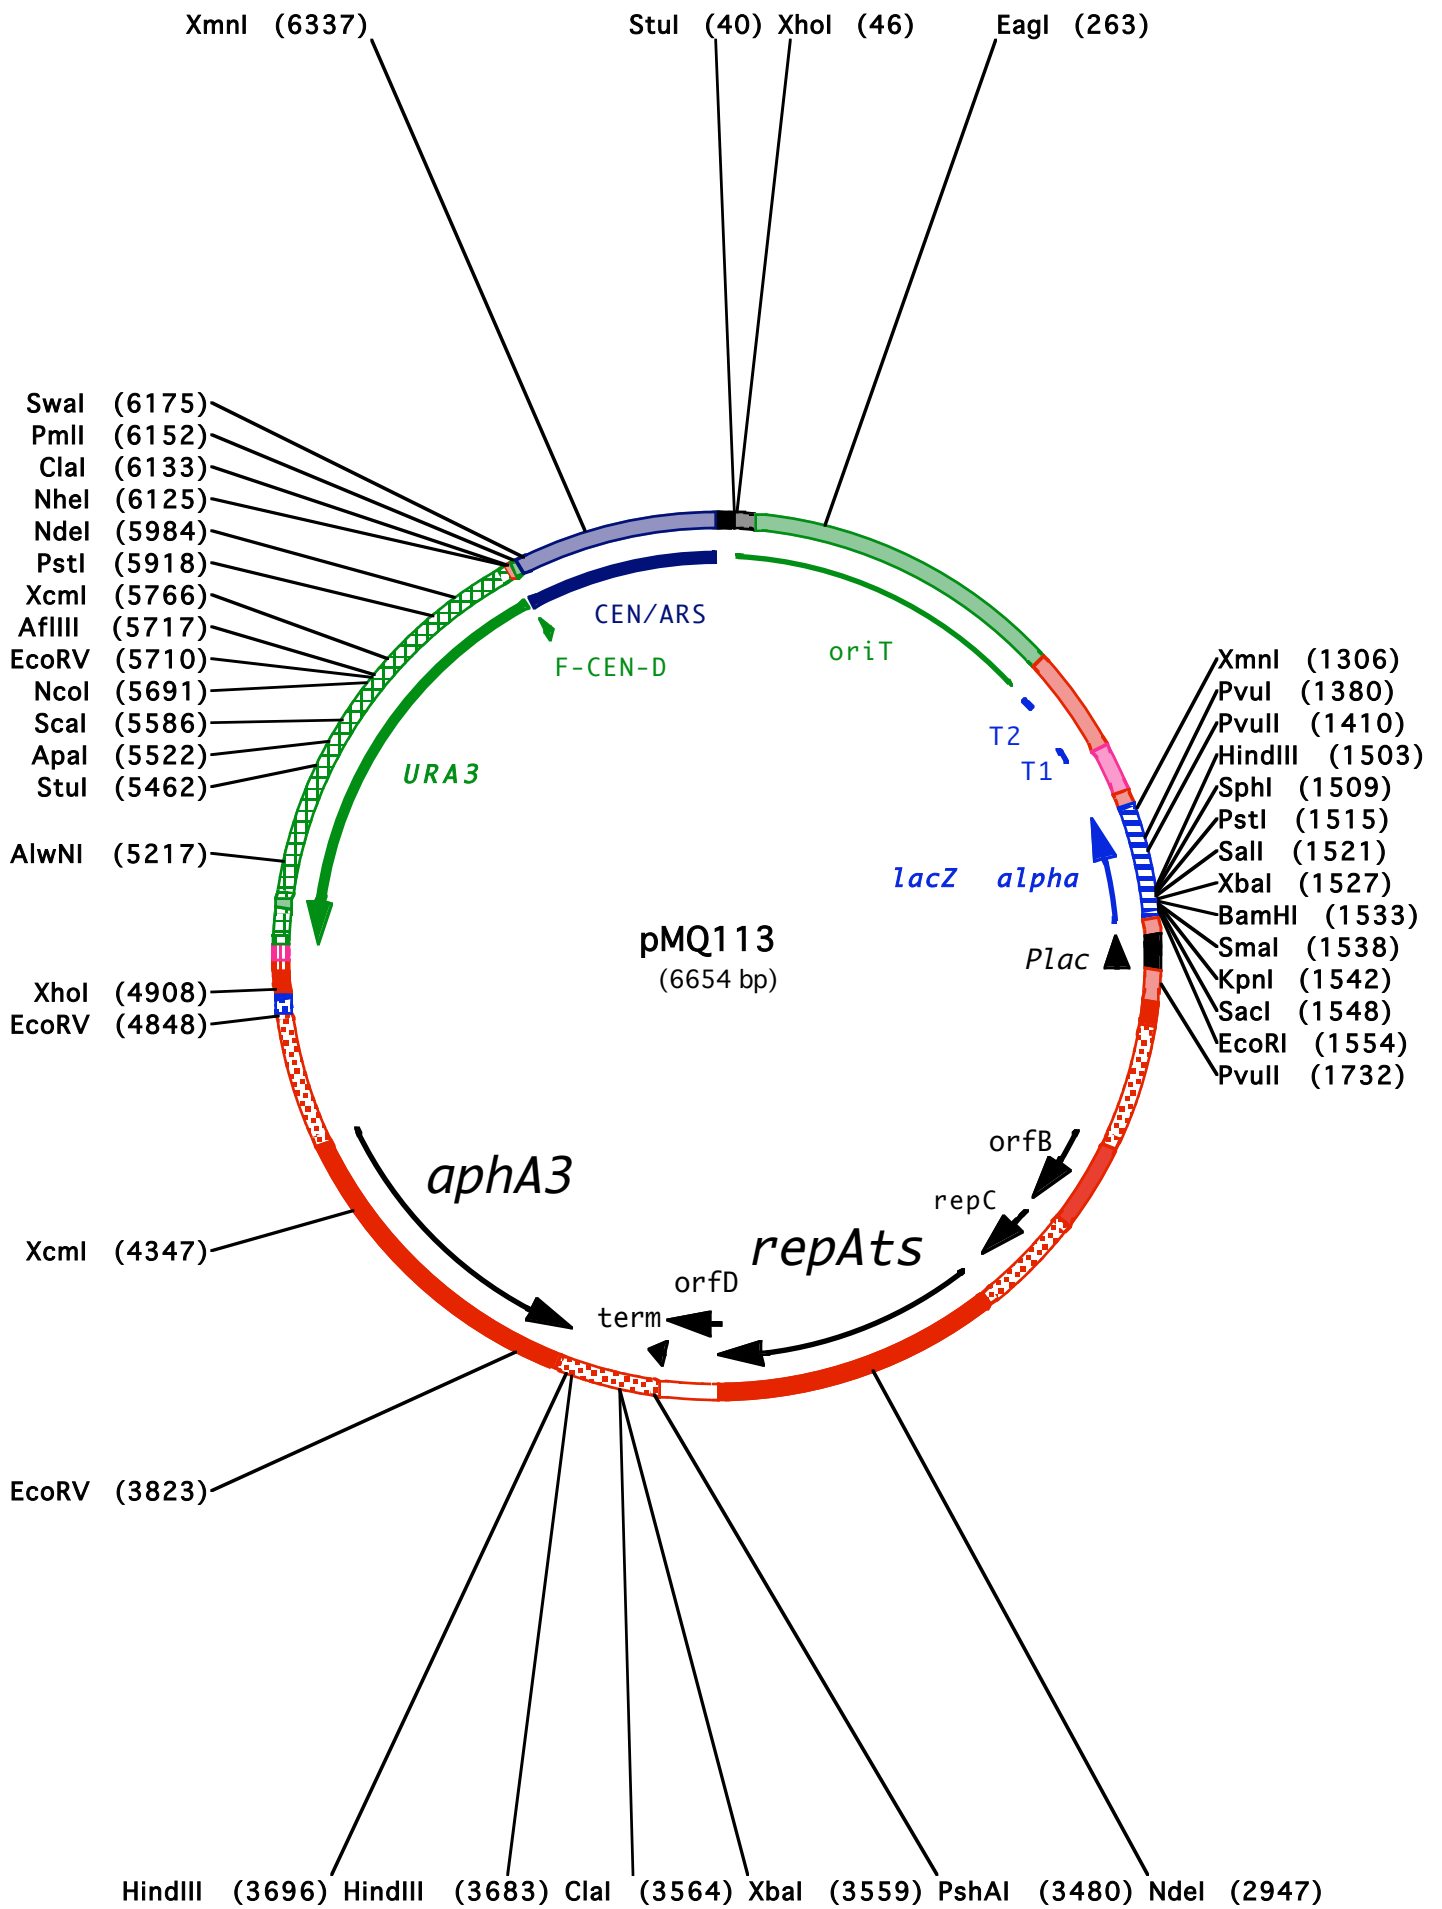 XmnI (6337)
StuI (40)
XhoI (46)
EagI (263)
SwaI (6175)
PmlI (6152)
ClaI (6133)
NheI (6125)
NdeI (5984)
PstI (5918)
XcmI (5766)
AflIII (5717)
EcoRV (5710)
NcoI (5691)
ScaI (5586)
ApaI (5522)
StuI (5462)
AlwNI (5217)
XhoI (4908)
EcoRV (4848)
XcmI (4347)
EcoRV (3823)
CEN/ARS
F-CEN-D
URA3
oriT
T2
T1
lacZ alpha
Plac
pMQ113
(6654 bp)
XmnI (1306)
PvuI (1380)
PvuII (1410)
HindIII (1503)
SphI (1509)
PstI (1515)
SalI (1521)
XbaI (1527)
BamHI (1533)
SmaI (1538)
KpnI (1542)
SacI (1548)
EcoRI (1554)
PvuII (1732)
aphA3
orfB
repC
repAts
orfD
term
HindIII (3696)
HindIII (3683)
ClaI (3564)
XbaI (3559)
PshAI (3480)
NdeI (2947)